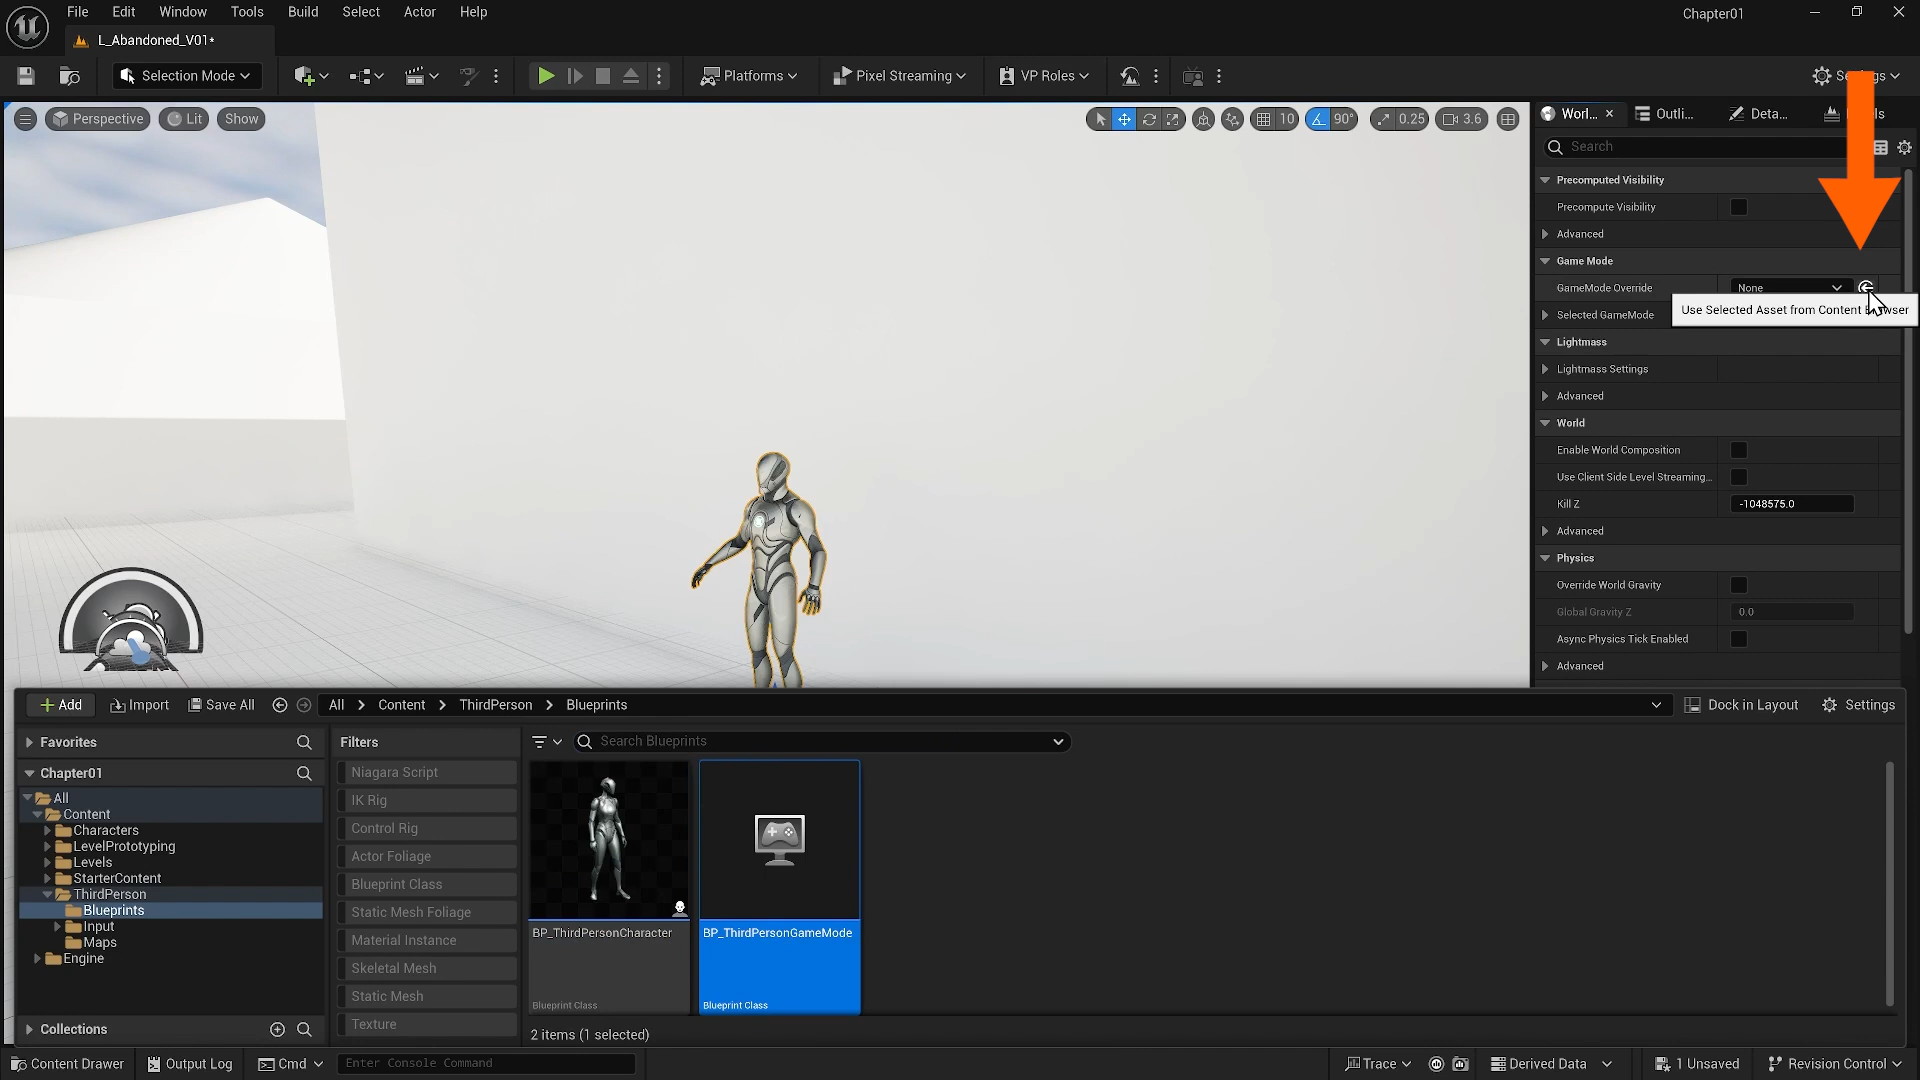 File Edit Window Tools Build Select Actor Help
Chapter01
L_Abandoned_V01*
Selection Mode
Platforms
Pixel Streaming
VP Roles
Perspective
Lit
Show
10
90°
0.25
3.6
Worl...
Outli...
Deta...
Search
Precomputed Visibility
Precompute Visibility
Advanced
Game Mode
GameMode Override
None
Use Selected Asset from Content
Selected GameMode
Lightmass
Lightmass Settings
Advanced
World
Enable World Composition
Use Client Side Level Streaming...
Kill Z
-1048575.0
Advanced
Physics
Override World Gravity
Global Gravity Z
0.0
Async Physics Tick Enabled
Advanced
Add
Import
Save All
All
Content
ThirdPerson
Blueprints
Dock in Layout
Settings
Favorites
Filters
Search Blueprints
Chapter01
All
Content
Characters
LevelPrototyping
Levels
StarterContent
ThirdPerson
Blueprints
Input
Maps
Engine
Collections
Niagara Script
IK Rig
Control Rig
Actor Foliage
Blueprint Class
Static Mesh Foliage
Material Instance
Skeletal Mesh
Static Mesh
Texture
BP_ThirdPersonCharacter
Blueprint Class
BP_ThirdPersonGameMode
Blueprint Class
2 items (1 selected)
Content Drawer
Output Log
Cmd
Enter Console Command
Trace
Derived Data
1 Unsaved
Revision Control